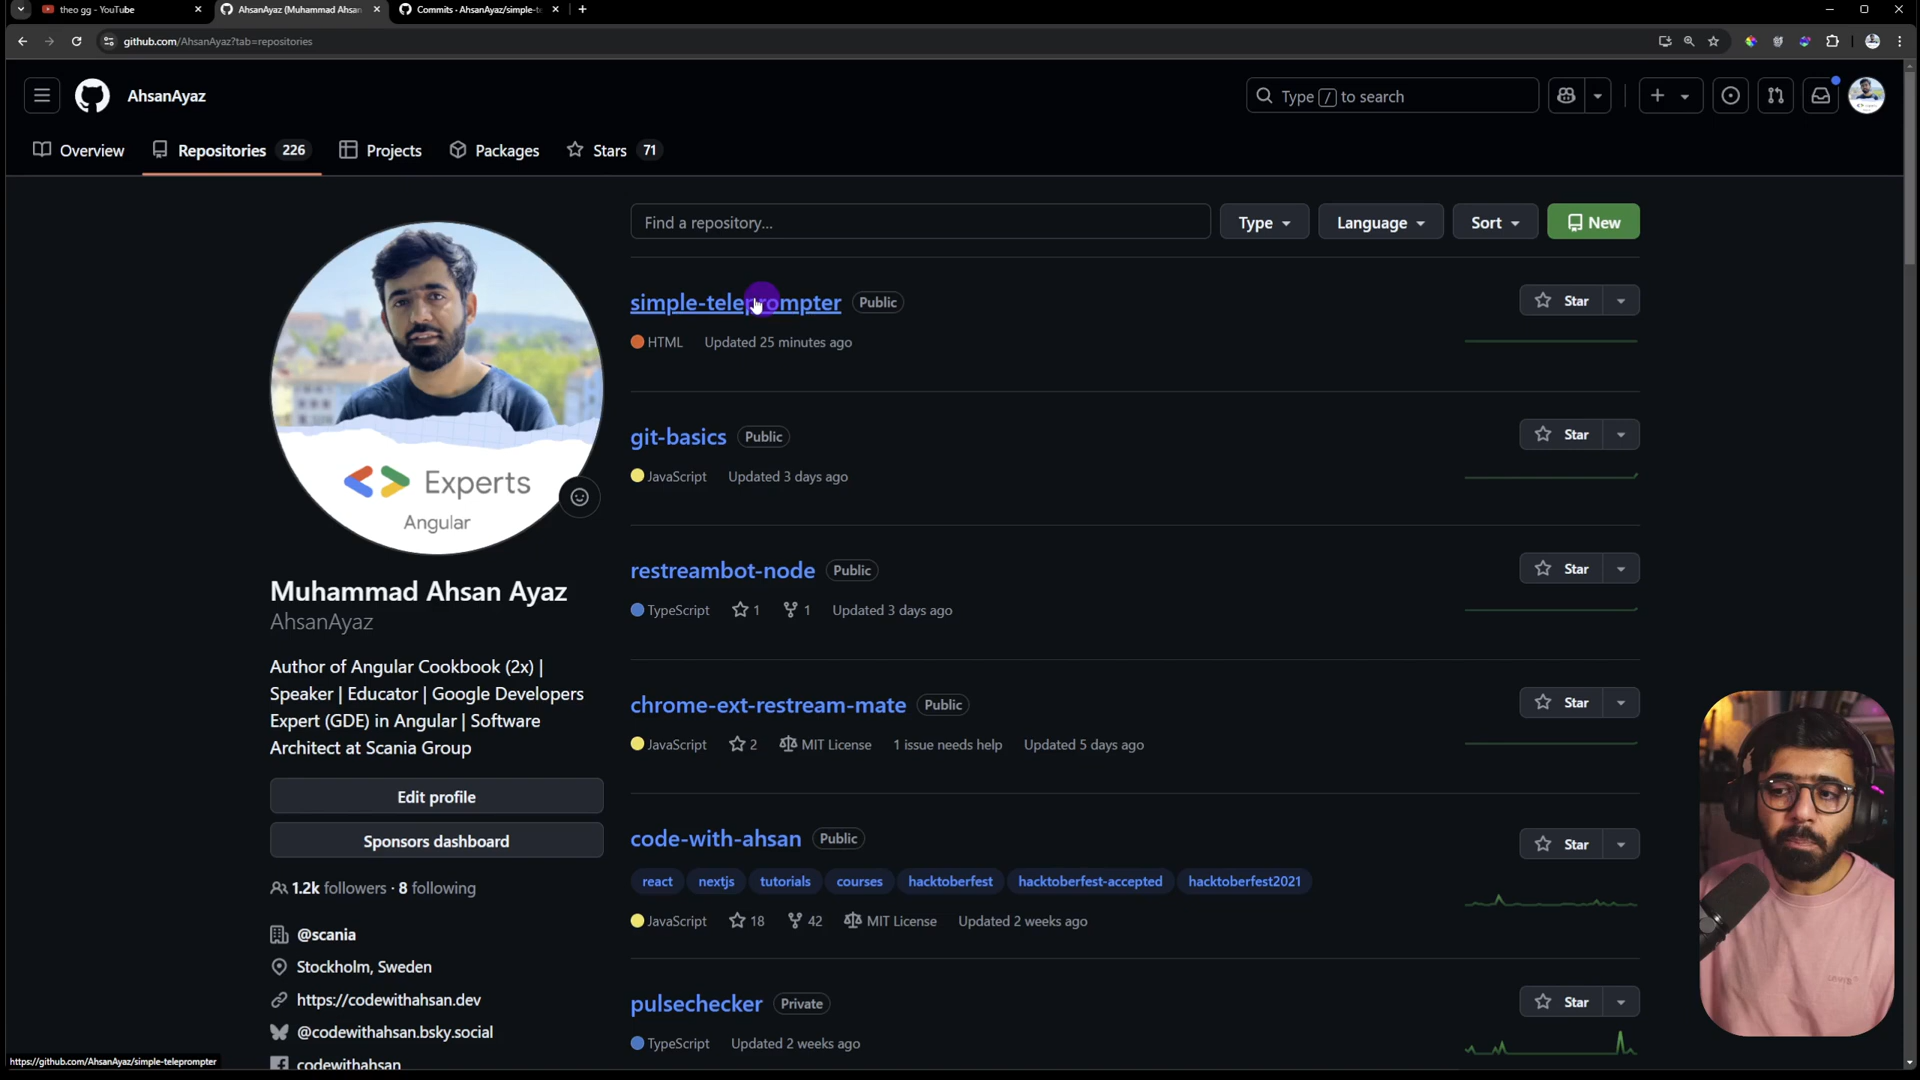 theo gg - YouTube
AhsanAyaz (Muhammad Ahsan
Commits · AhsanAyaz/simple-te
github.com/AhsanAyaz?tab=repositories
AhsanAyaz
Type / to search
Overview
Repositories 226
Projects
Packages
Stars 71
Find a repository...
Type
Language
Sort
New
simple-teleprompter Public
Star
HTML Updated 25 minutes ago
git-basics Public
Star
JavaScript Updated 3 days ago
restreambot-node Public
Star
TypeScript 1 1 Updated 3 days ago
chrome-ext-restream-mate Public
Star
JavaScript 2 MIT License 1 issue needs help Updated 5 days ago
code-with-ahsan Public
Star
react nextjs tutorials courses hacktoberfest hacktoberfest-accepted hacktoberfest2021
JavaScript 18 42 MIT License Updated 2 weeks ago
pulsechecker Private
Star
TypeScript Updated 2 weeks ago
<> Experts
Angular
Muhammad Ahsan Ayaz
AhsanAyaz
Author of Angular Cookbook (2x) |
Speaker | Educator | Google Developers
Expert (GDE) in Angular | Software
Architect at Scania Group
Edit profile
Sponsors dashboard
1.2k followers · 8 following
@scania
Stockholm, Sweden
https://codewithahsan.dev
@codewithahsan.bsky.social
codewithahsan
https://github.com/AhsanAyaz/simple-teleprompter